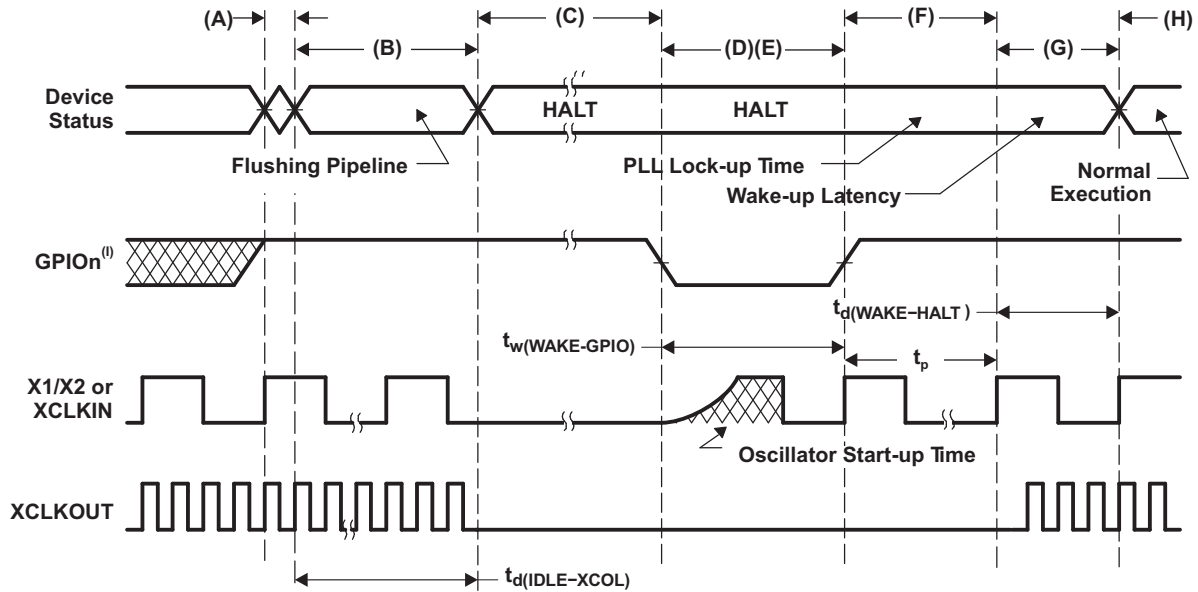 (A)
(C)
(F)
(H)
(B)
(D)(E)
(G)
Device
Status
HALT
HALT
Flushing Pipeline
PLL Lock-up Time
Wake-up Latency
Normal
Execution
GPIOn(I)
td(WAKE−HALT )
tw(WAKE-GPIO)
tp
X1/X2 or
XCLKIN
Oscillator Start-up Time
XCLKOUT
td(IDLE−XCOL)